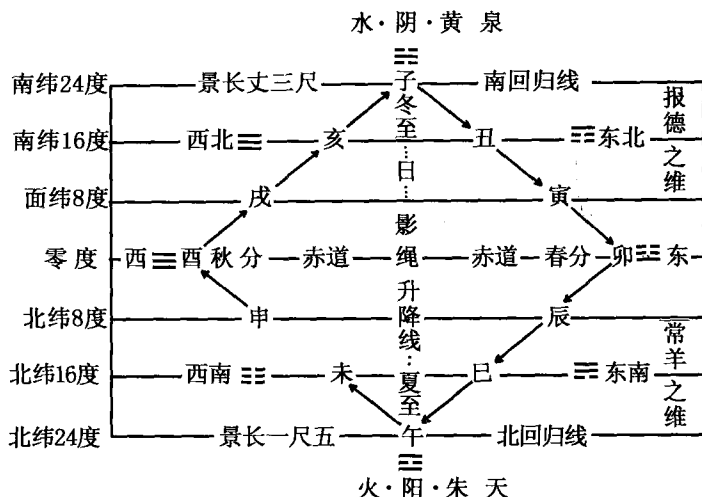 水·阴·黄泉
南纬24度 景长丈三尺 子 南回归线
南纬16度 西北 亥 丑 东北
面纬8度 戌 寅
零度 西 酉 秋分 赤道 绳 赤道 春分 卯 东
北纬8度 申 辰
北纬16度 西南 未 巳 东南
北纬24度 景长一尺五 午 北回归线
火·阳·朱天
冬至…日…影绳升降线…夏至
报德之维
常羊之维